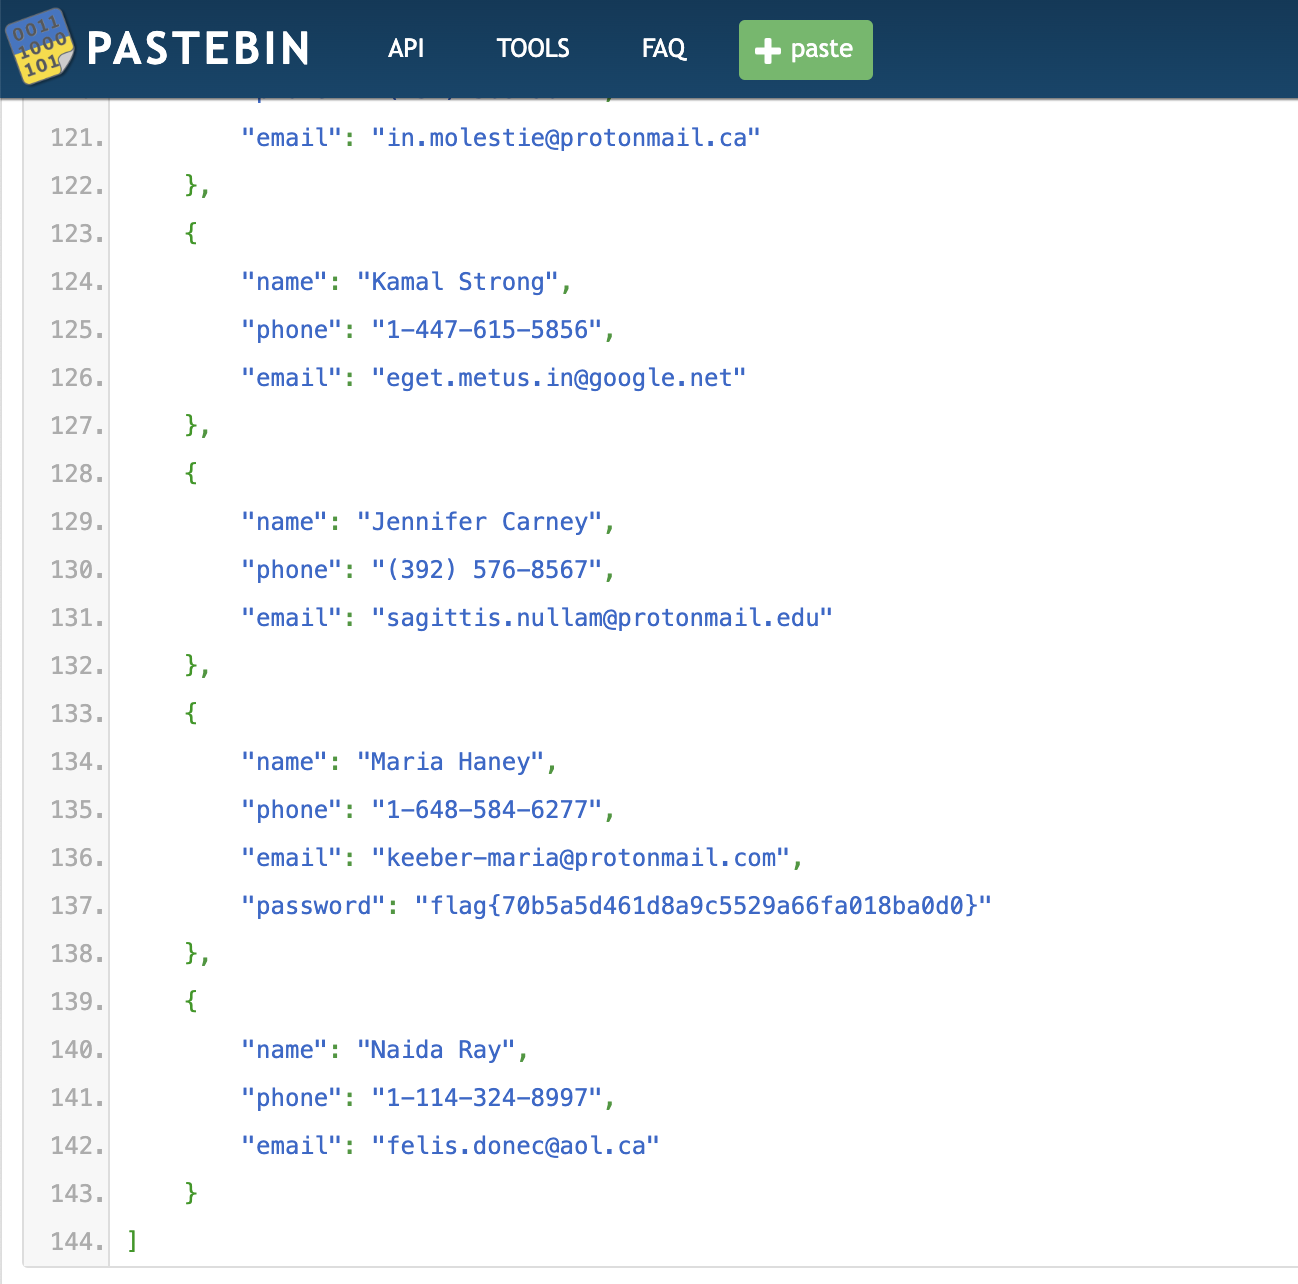 0011
1000
101
PASTEBIN API TOOLS FAQ + paste
121. "email": "in.molestie@protonmail.ca"
122. },
123. {
124. "name": "Kamal Strong",
125. "phone": "1-447-615-5856",
126. "email": "eget.metus.in@google.net"
127. },
128. {
129. "name": "Jennifer Carney",
130. "phone": "(392) 576-8567",
131. "email": "sagittis.nullam@protonmail.edu"
132. },
133. {
134. "name": "Maria Haney",
135. "phone": "1-648-584-6277",
136. "email": "keeber-maria@protonmail.com",
137. "password": "flag{70b5a5d461d8a9c5529a66fa018ba0d0}"
138. },
139. {
140. "name": "Naida Ray",
141. "phone": "1-114-324-8997",
142. "email": "felis.donec@aol.ca"
143. }
144. ]